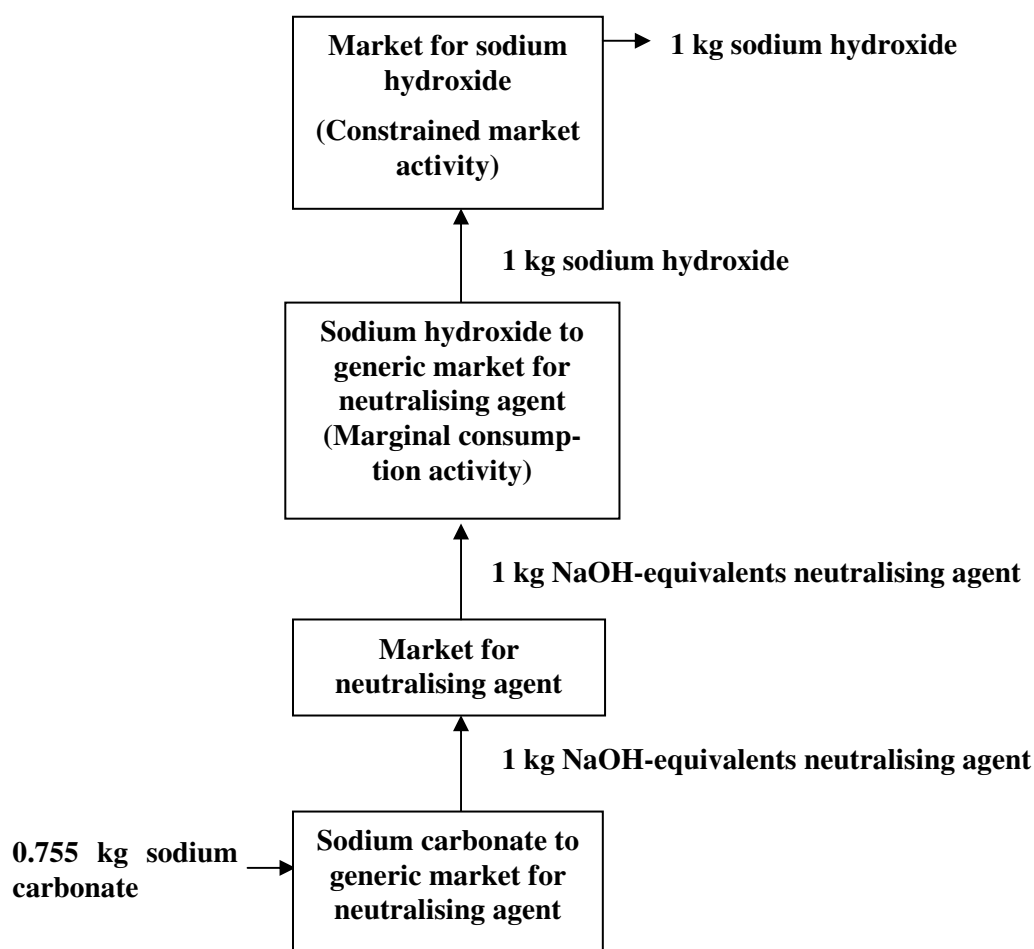 Market for sodium
hydroxide
(Constrained market
activity)
1 kg sodium hydroxide
1 kg sodium hydroxide
Sodium hydroxide to
generic market for
neutralising agent
(Marginal consump-
tion activity)
1 kg NaOH-equivalents neutralising agent
Market for
neutralising agent
1 kg NaOH-equivalents neutralising agent
0.755 kg sodium
carbonate
Sodium carbonate to
generic market for
neutralising agent